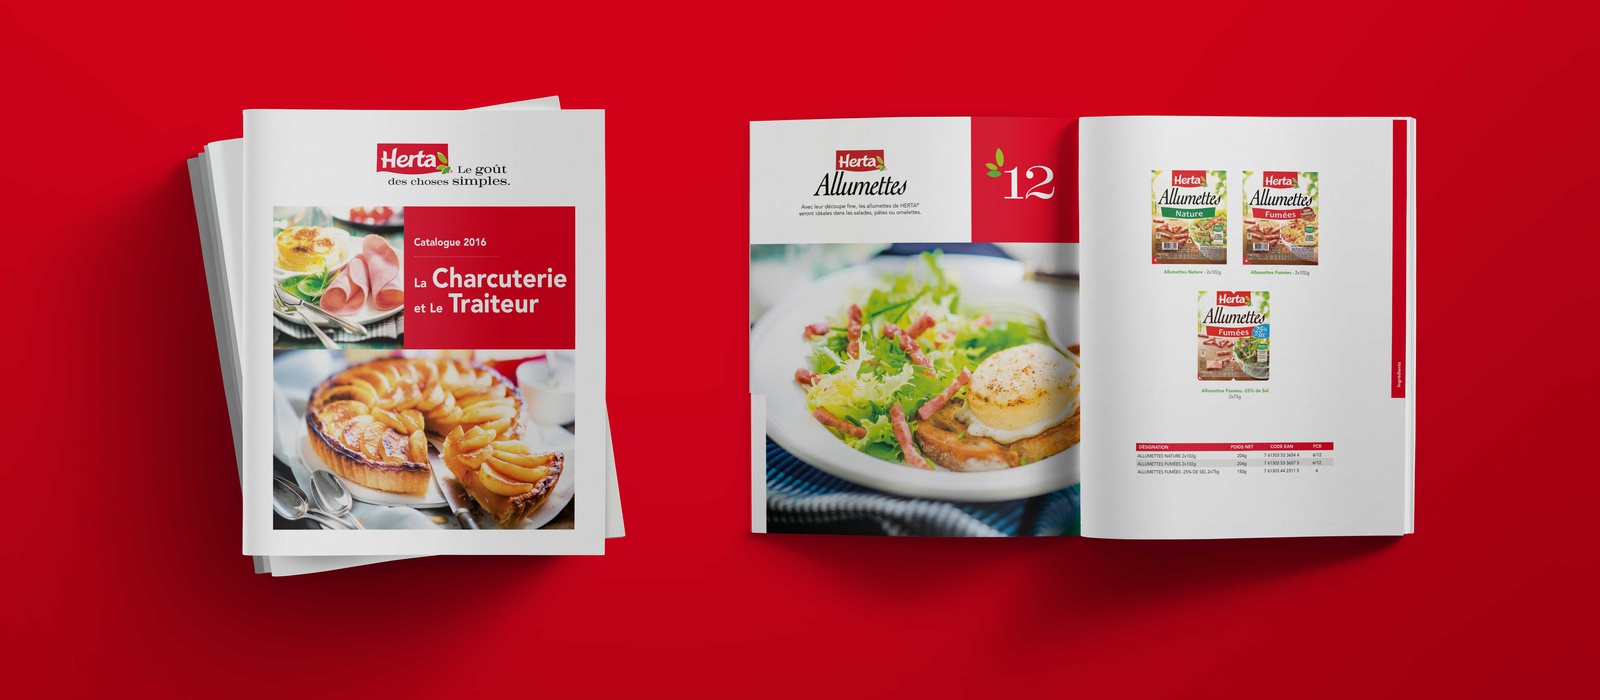 Herta
Le goût
des choses simples.
Catalogue 2016
La Charcuterie
et Le Traiteur
Herta
Allumettes
Avec leur découpe fine, les allumettes de HERTA®
seront idéales dans les salades, pâtes ou omelettes.
12
Herta
Allumettes
Nature
Herta
Allumettes
Fumées
Allumettes Nature - 2x102g
Allumettes Fumées - 2x102g
Herta
Allumettes
Fumées
-25%
Allumettes Fumées -25% de Sel
2x75g
Ingrédients
DÉSIGNATION POIDS NET CODE EAN PCB
ALLUMETTES NATURE 2x102g 204g 7 61303 53 3654 4 6/12
ALLUMETTES FUMÉES 2x102g 204g 7 61303 53 3657 5 6/12
ALLUMETTES FUMÉES -25% DE SEL 2x75g 150g 7 61303 44 2311 5 6